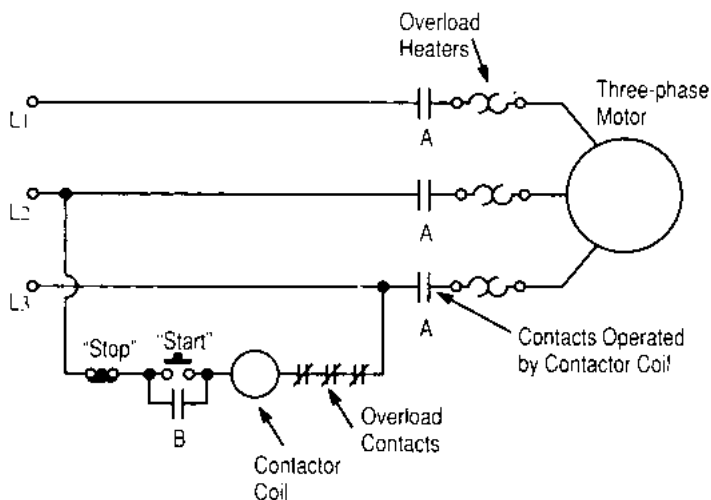 Overload
Heaters
Three-phase
Motor
L1
A
L2
A
L3
A
"Stop"
"Start"
Contacts Operated
by Contactor Coil
B
Overload
Contacts
Contactor
Coil